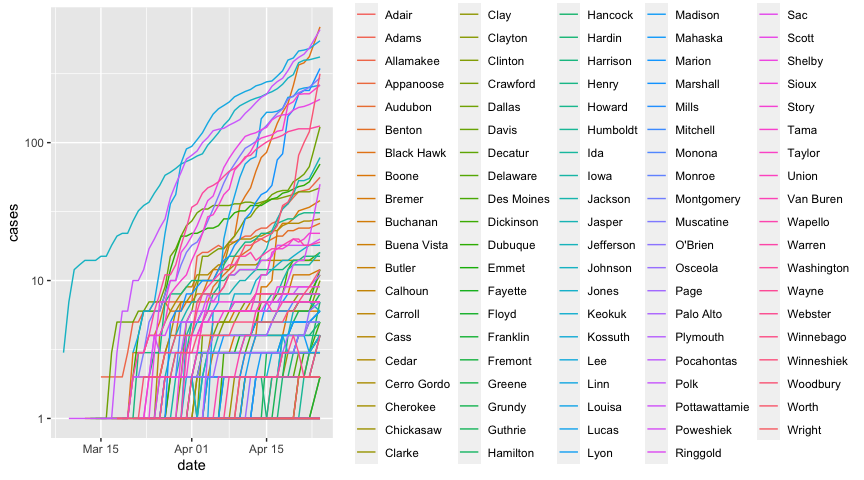 100
10
1
cases
Mar 15
Apr 01
Apr 15
date
Adair
Adams
Allamakee
Appanoose
Audubon
Benton
Black Hawk
Boone
Bremer
Buchanan
Buena Vista
Butler
Calhoun
Carroll
Cass
Cedar
Cerro Gordo
Cherokee
Chickasaw
Clarke
Clay
Clayton
Clinton
Crawford
Dallas
Davis
Decatur
Delaware
Des Moines
Dickinson
Dubuque
Emmet
Fayette
Floyd
Franklin
Fremont
Greene
Grundy
Guthrie
Hamilton
Hancock
Hardin
Harrison
Henry
Howard
Humboldt
Ida
Iowa
Jackson
Jasper
Jefferson
Johnson
Jones
Keokuk
Kossuth
Lee
Linn
Louisa
Lucas
Lyon
Madison
Mahaska
Marion
Marshall
Mills
Mitchell
Monona
Monroe
Montgomery
Muscatine
O'Brien
Osceola
Page
Palo Alto
Plymouth
Pocahontas
Polk
Pottawattamie
Poweshiek
Ringgold
Sac
Scott
Shelby
Sioux
Story
Tama
Taylor
Union
Van Buren
Wapello
Warren
Washington
Wayne
Webster
Winnebago
Winneshiek
Woodbury
Worth
Wright